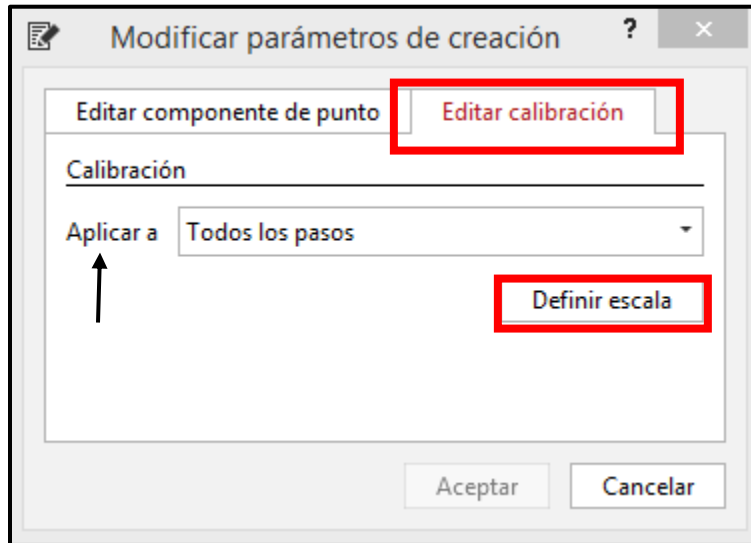 Modificar parámetros de creación ?
Editar componente de punto Editar calibración
Calibración
Aplicar a Todos los pasos
Definir escala
Aceptar Cancelar